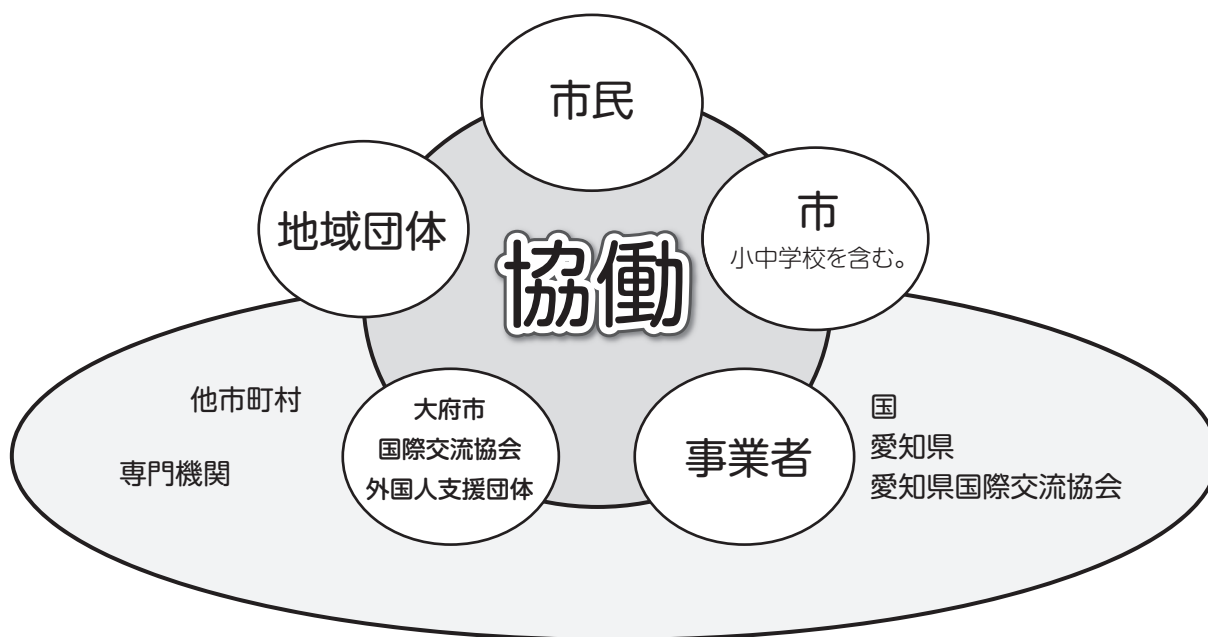 市民
地域団体
市
小中学校を含む。
協働
他市町村
専門機関
大府市
国際交流協会
外国人支援団体
事業者
国
愛知県
愛知県国際交流協会